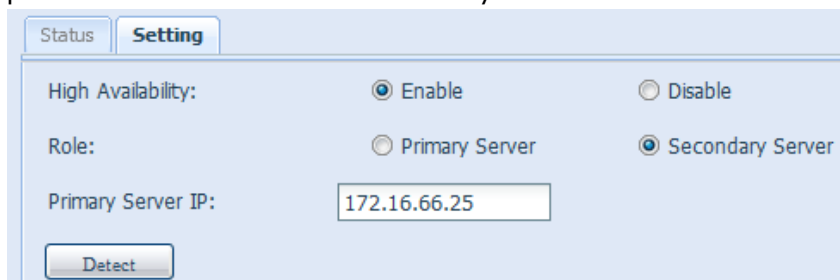 Status Setting
High Availability: Enable Disable
Role: Primary Server Secondary Server
Primary Server IP: 172.16.66.25
Detect